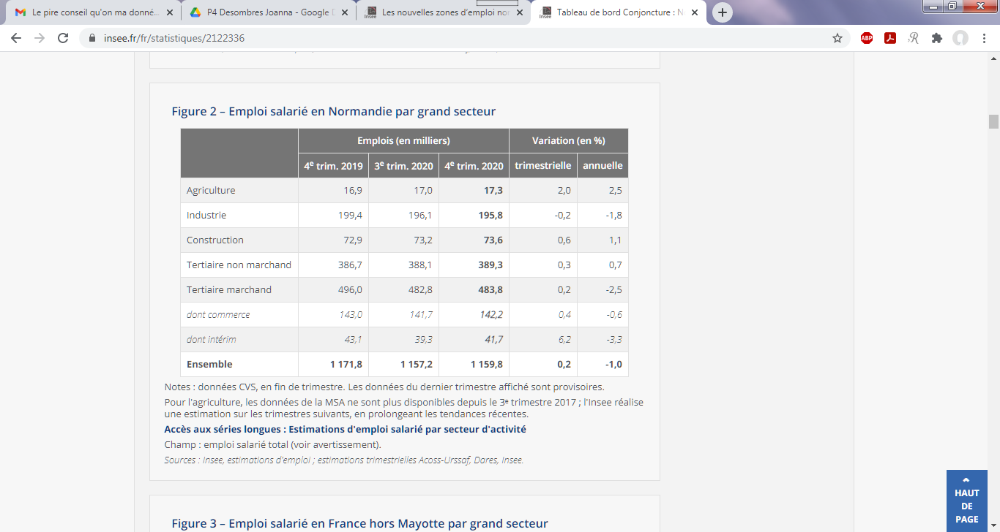 Le pire conseil qu'on ma donné...
P4 Desombres Joanna - Google D
Les nouvelles zones d'emploi nor
Tableau de bord Conjoncture : N
insee.fr/fr/statistiques/2122336
ABP
Figure 2 – Emploi salarié en Normandie par grand secteur
Emplois (en milliers) Variation (en %)
4e trim. 2019 3e trim. 2020 4e trim. 2020 trimestrielle annuelle
Agriculture 16,9 17,0 17,3 2,0 2,5
Industrie 199,4 196,1 195,8 -0,2 -1,8
Construction 72,9 73,2 73,6 0,6 1,1
Tertiaire non marchand 386,7 388,1 389,3 0,3 0,7
Tertiaire marchand 496,0 482,8 483,8 0,2 -2,5
dont commerce 143,0 141,7 142,2 0,4 -0,6
dont intérim 43,1 39,3 41,7 6,2 -3,3
Ensemble 1 171,8 1 157,2 1 159,8 0,2 -1,0
Notes : données CVS, en fin de trimestre. Les données du dernier trimestre affiché sont provisoires.
Pour l'agriculture, les données de la MSA ne sont plus disponibles depuis le 3e trimestre 2017 ; l'Insee réalise
une estimation sur les trimestres suivants, en prolongeant les tendances récentes.
Accès aux séries longues : Estimations d'emploi salarié par secteur d'activité
Champ : emploi salarié total (voir avertissement).
Sources : Insee, estimations d'emploi ; estimations trimestrielles Acoss-Urssaf, Dares, Insee.
HAUT
DE
PAGE
Figure 3 – Emploi salarié en France hors Mayotte par grand secteur